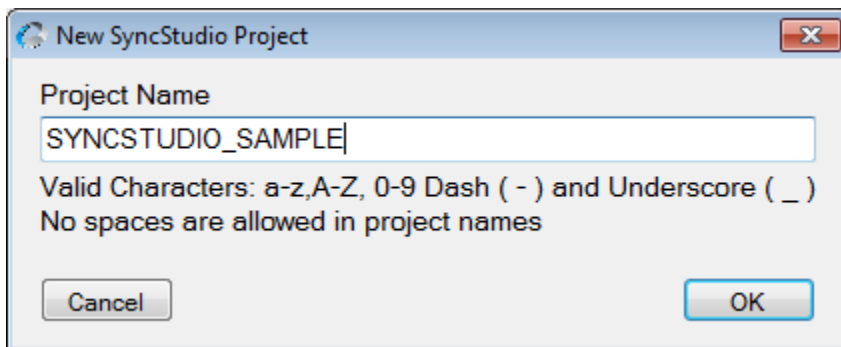 New SyncStudio Project
Project Name
SYNCSTUDIO_SAMPLE
Valid Characters: a-z,A-Z, 0-9 Dash ( - ) and Underscore ( _ )
No spaces are allowed in project names
Cancel OK